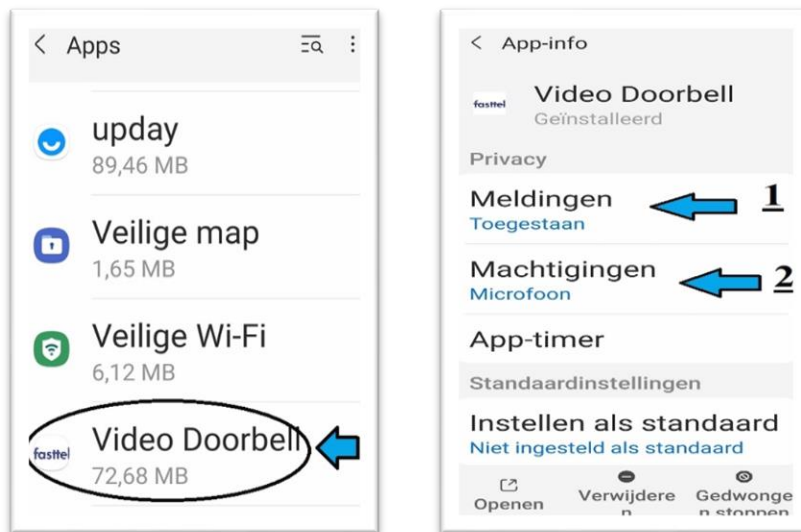 Apps
upday
89,46 MB
Veilige map
1,65 MB
Veilige Wi-Fi
6,12 MB
fasttel
Video Doorbell
72,68 MB
App-info
fasttel
Video Doorbell
Geïnstalleerd
Privacy
Meldingen
Toegestaan
1
Machtigingen
Microfoon
2
App-timer
Standaardinstellingen
Instellen als standaard
Niet ingesteld als standaard
Openen
Verwijdere
n
Gedwonge
n stoppen